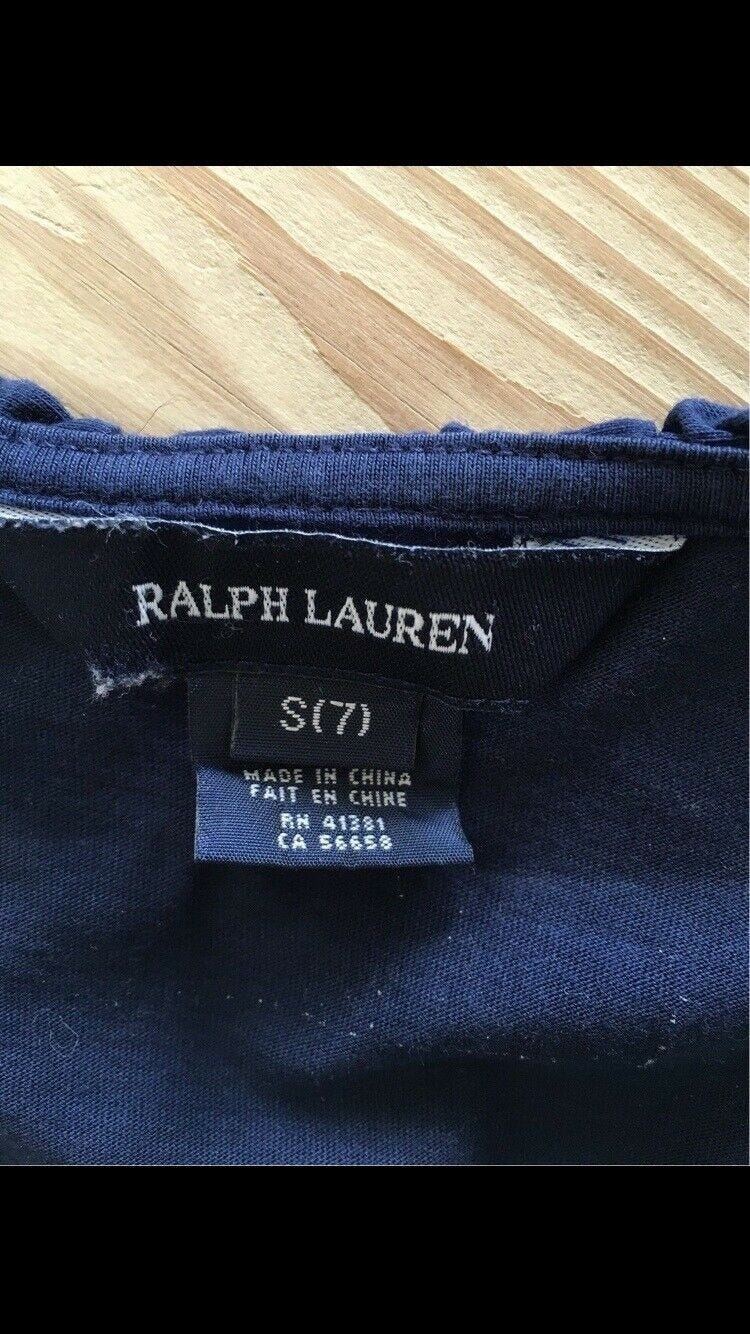 RALPH LAUREN
S(7)
MADE IN CHINA
FAIT EN CHINE
RN 41381
CA 56658